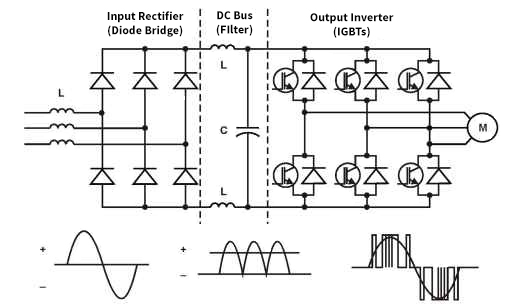 Input Rectifier
(Diode Bridge)
DC Bus
(FIlter)
Output Inverter
(IGBTs)
L
L
C
L
M
+
−
+
−